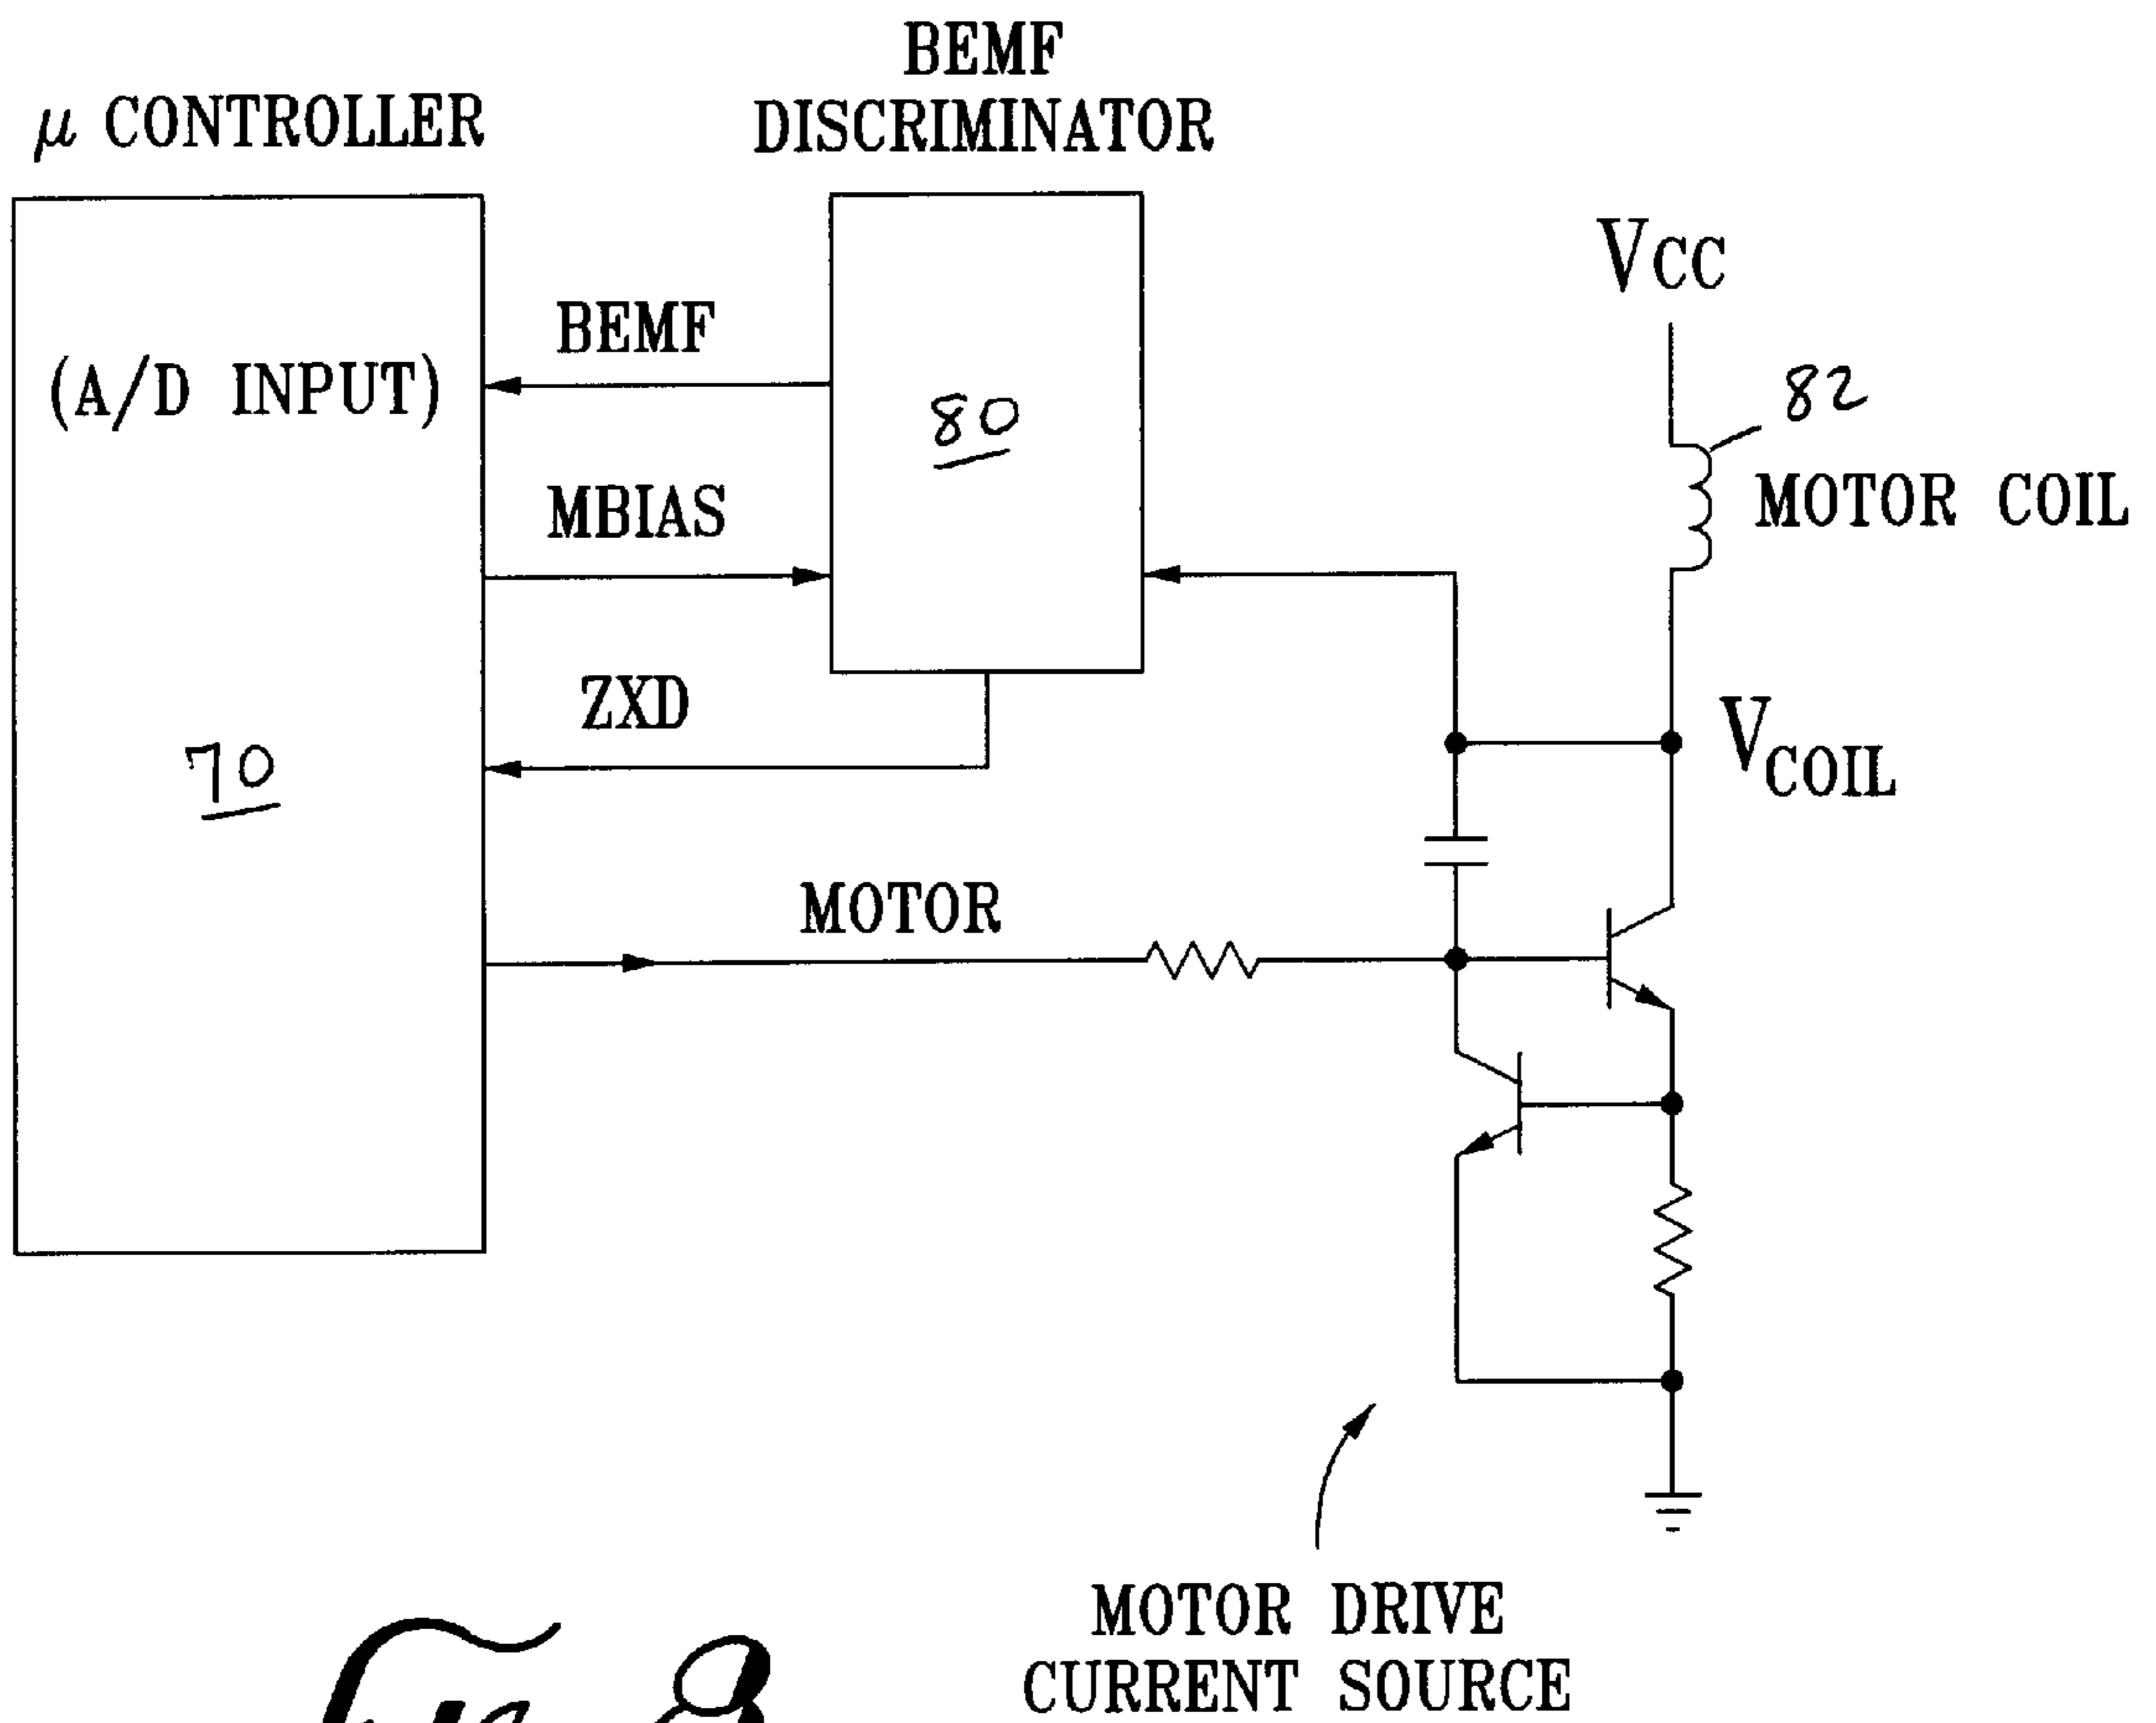 BEMF
DISCRIMINATOR
μ CONTROLLER
VCC
BEMF
(A/D INPUT)
80
82
MBIAS
MOTOR COIL
ZXD
VCOIL
70
MOTOR
MOTOR DRIVE
CURRENT SOURCE